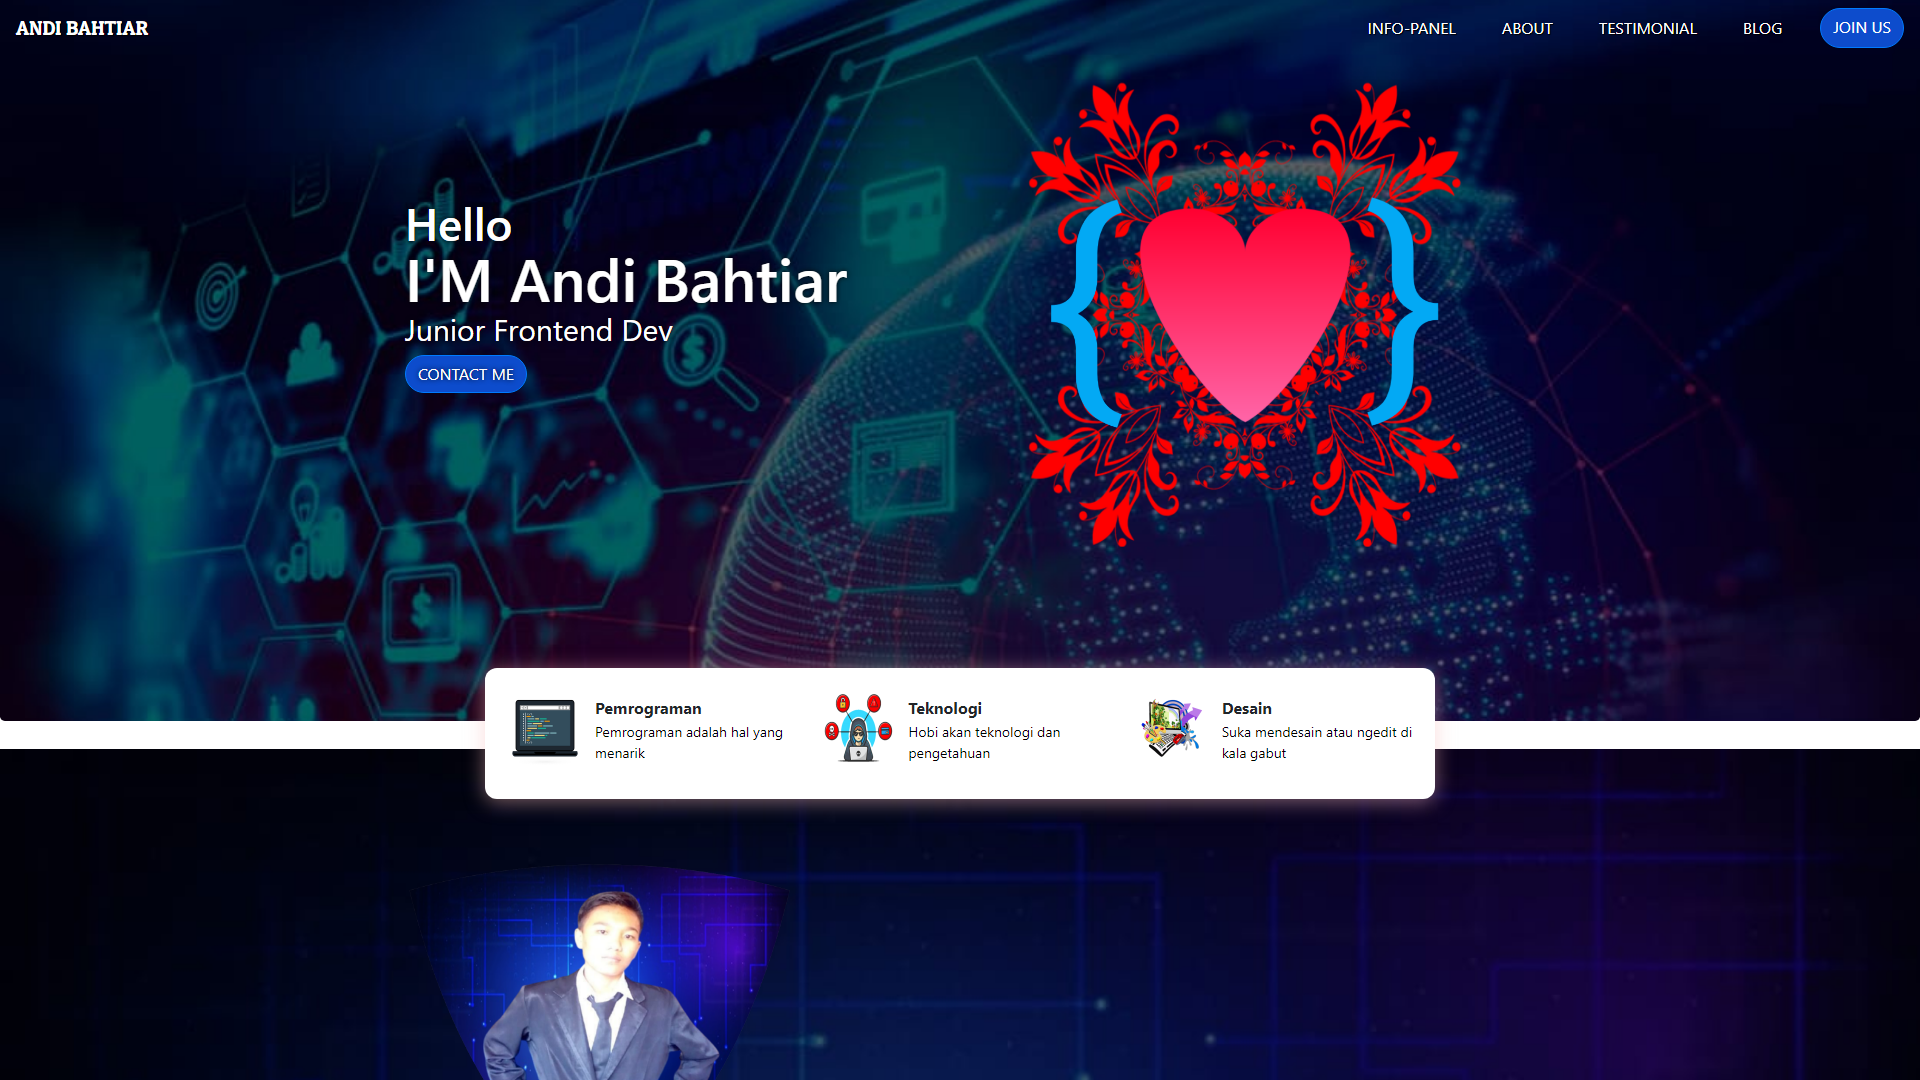 ANDI BAHTIAR
INFO-PANEL
ABOUT
TESTIMONIAL
BLOG
JOIN US
Hello
I'M Andi Bahtiar
Junior Frontend Dev
CONTACT ME
Pemrograman
Pemrograman adalah hal yang
menarik
Teknologi
Hobi akan teknologi dan
pengetahuan
Desain
Suka mendesain atau ngedit di
kala gabut